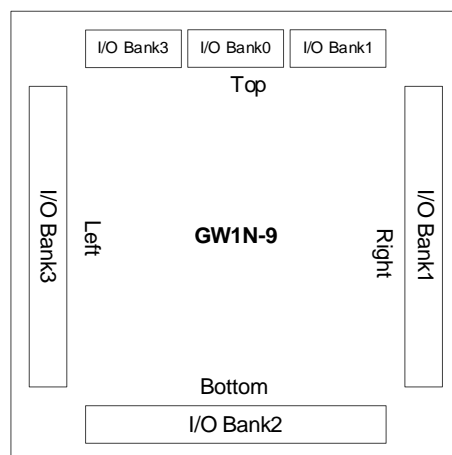 I/O Bank3
I/O Bank0
I/O Bank1
Top
I/O Bank3
Left
GW1N-9
Right
I/O Bank1
Bottom
I/O Bank2